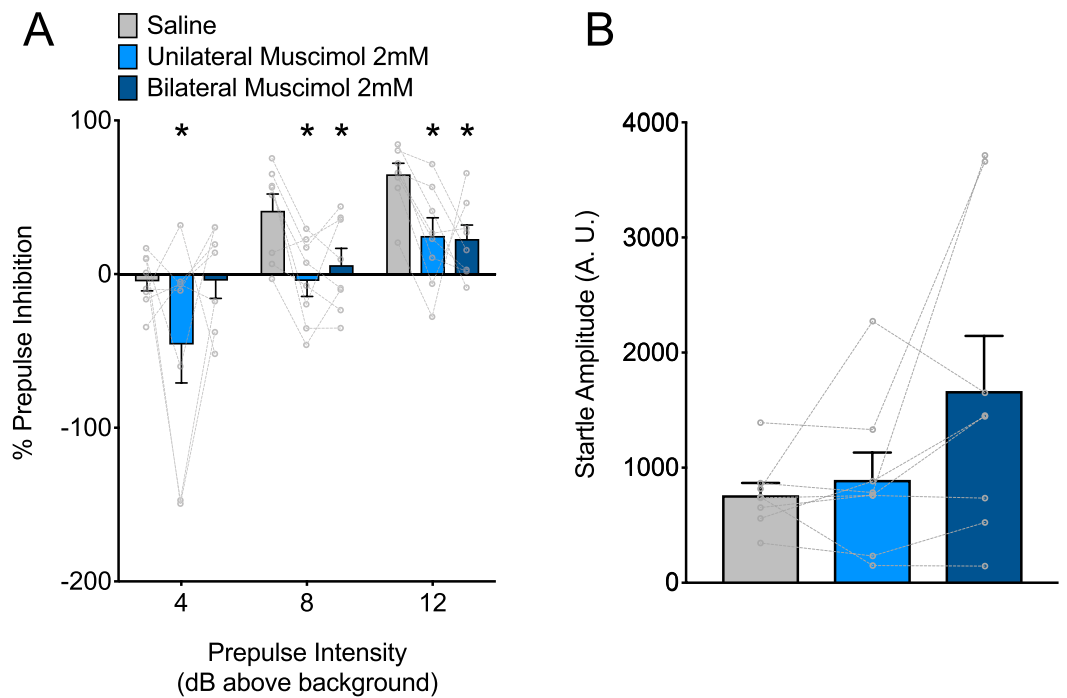 A
Saline
Unilateral Muscimol 2mM
Bilateral Muscimol 2mM
% Prepulse Inhibition
100
0
-100
-200
* * * * *
4 8 12
Prepulse Intensity
(dB above background)
B
Startle Amplitude (A. U.)
4000
3000
2000
1000
0